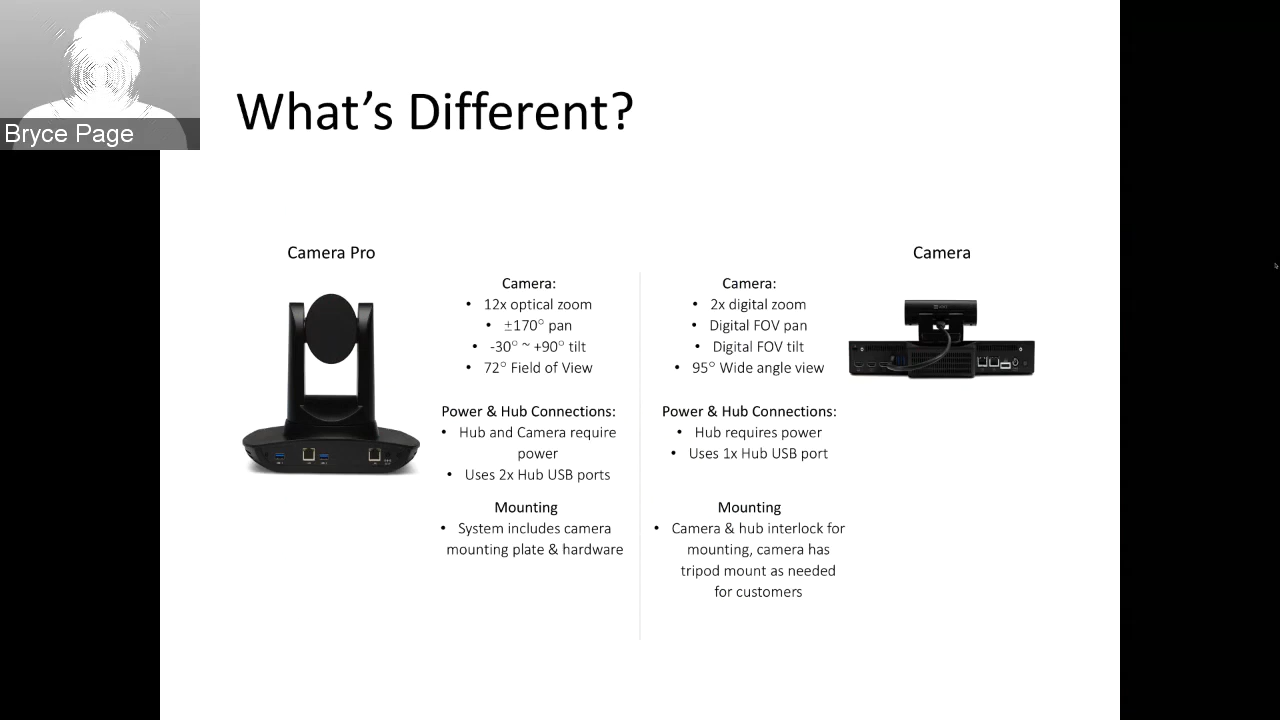 Bryce Page
What's Different?
Camera Pro
Camera:
• 12x optical zoom
• ±170° pan
• -30° ~ +90° tilt
• 72° Field of View
Power & Hub Connections:
• Hub and Camera require
power
• Uses 2x Hub USB ports
Mounting
• System includes camera
mounting plate & hardware
Camera
Camera:
• 2x digital zoom
• Digital FOV pan
• Digital FOV tilt
• 95° Wide angle view
Power & Hub Connections:
• Hub requires power
• Uses 1x Hub USB port
Mounting
• Camera & hub interlock for
mounting, camera has
tripod mount as needed
for customers